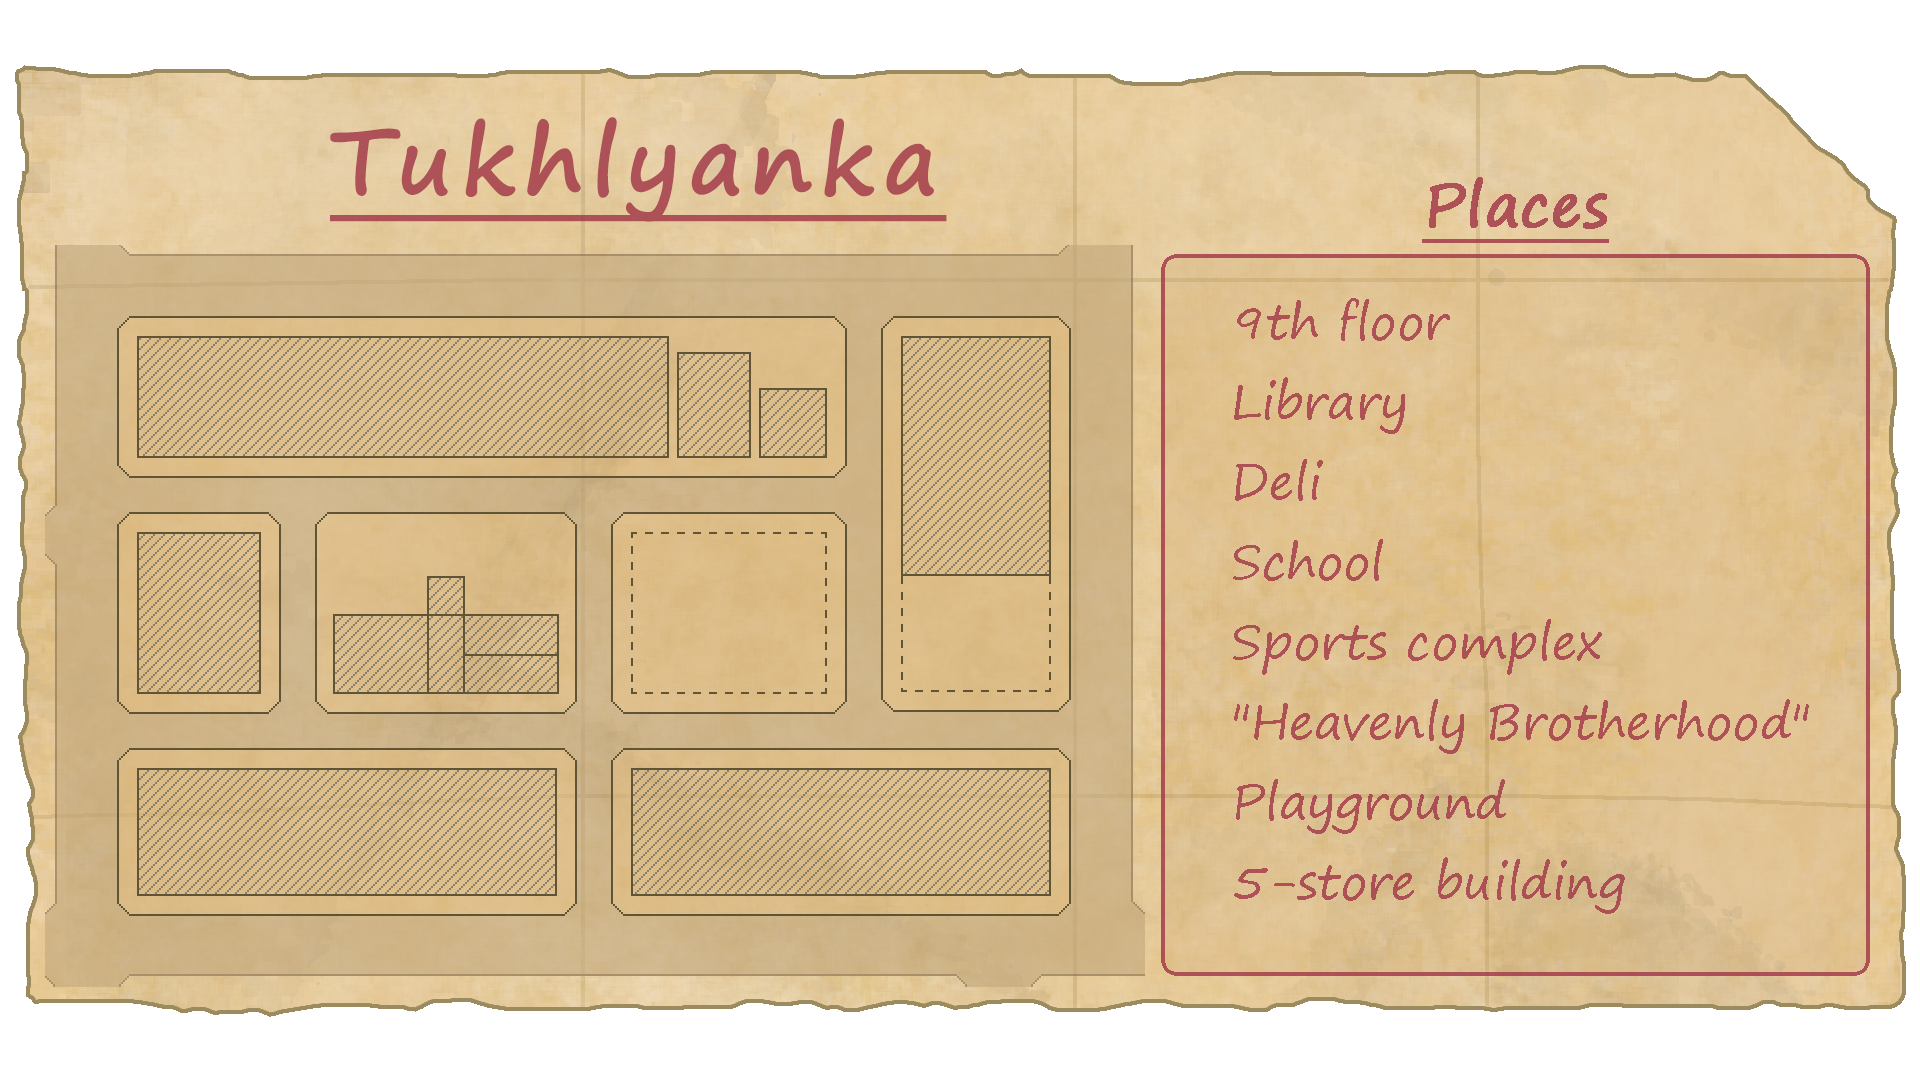 Tukhlyanka
Places
9th floor
Library
Deli
School
Sports complex
"Heavenly Brotherhood"
Playground
5-store building